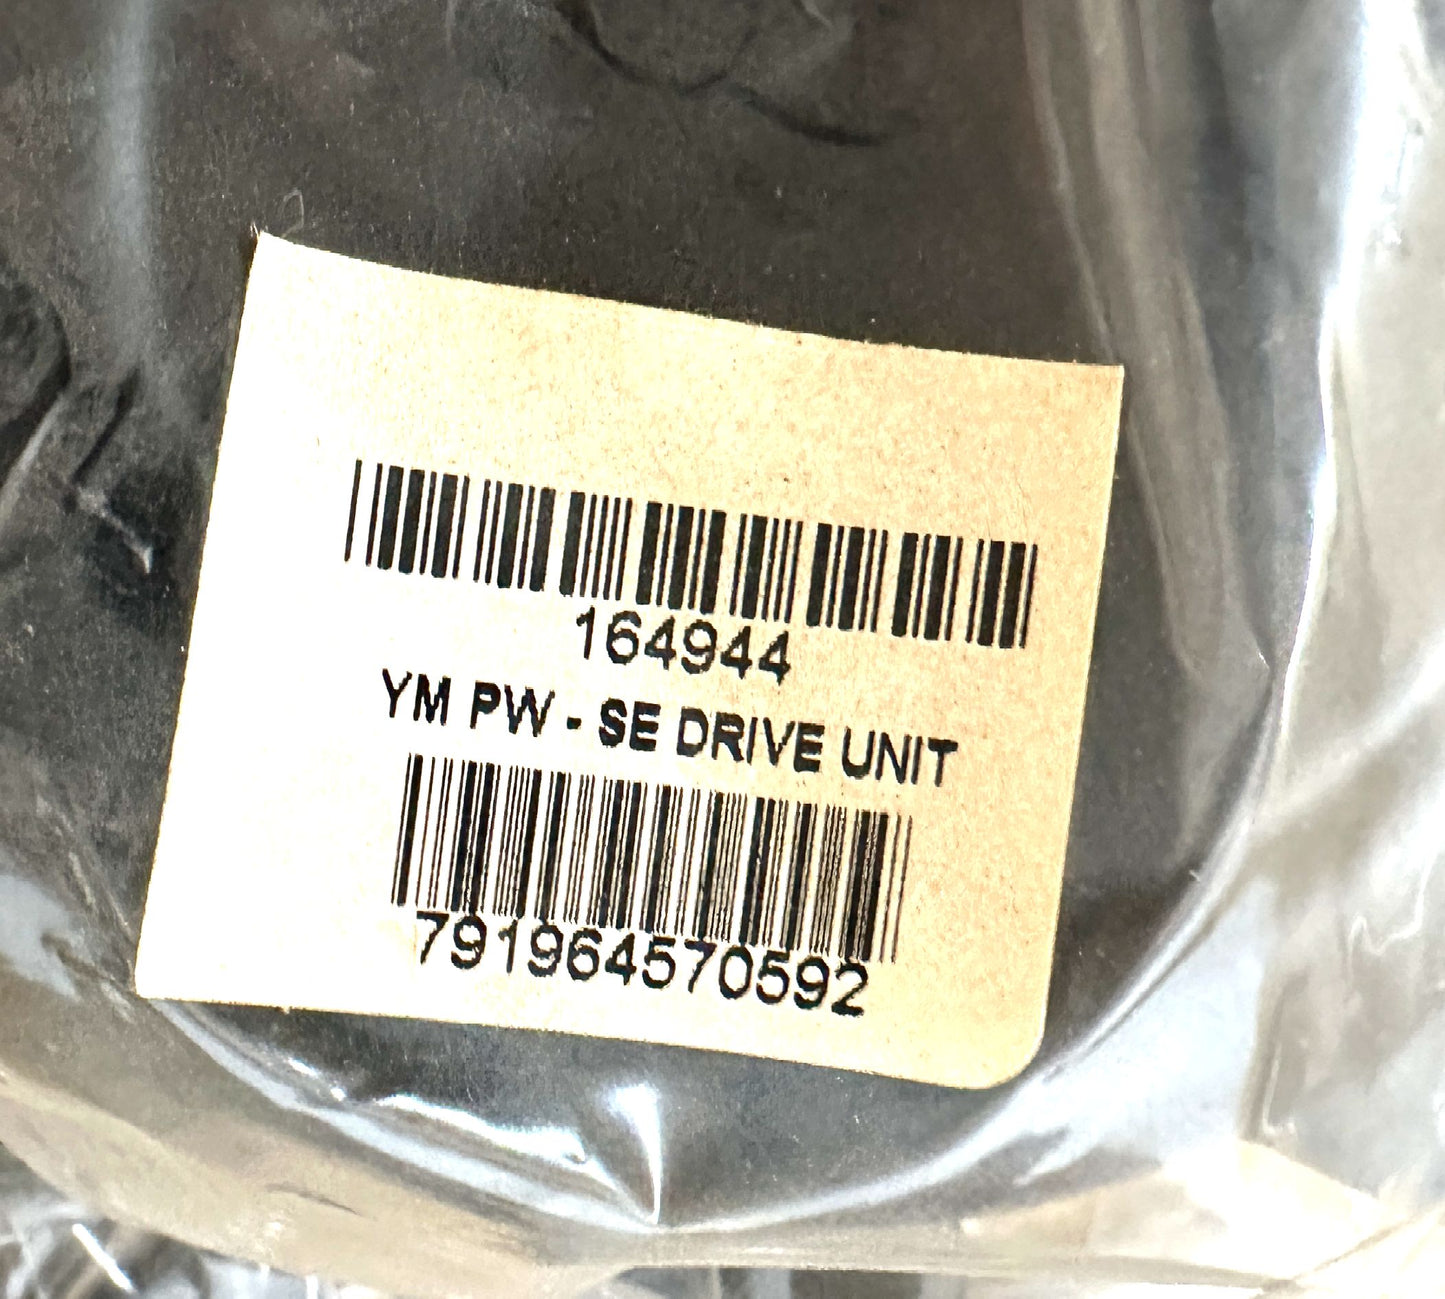 164944
YM PW - SE DRIVE UNIT
791964570592